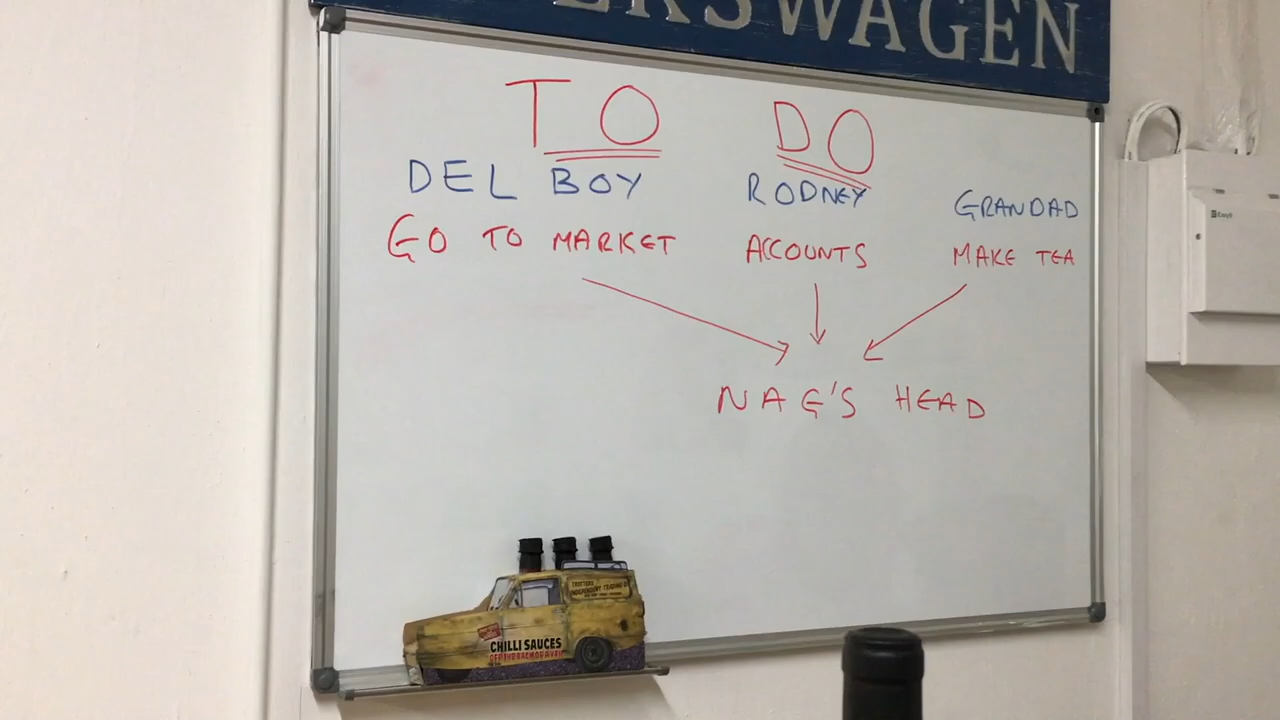 ERSWAGEN
TO DO
DEL BOY RODNEY GRANDAD
GO TO MARKET ACCOUNTS MAKE TEA
NAG'S HEAD
TROTTERS
INDEPENDENT TRADING
CHILLI SAUCES